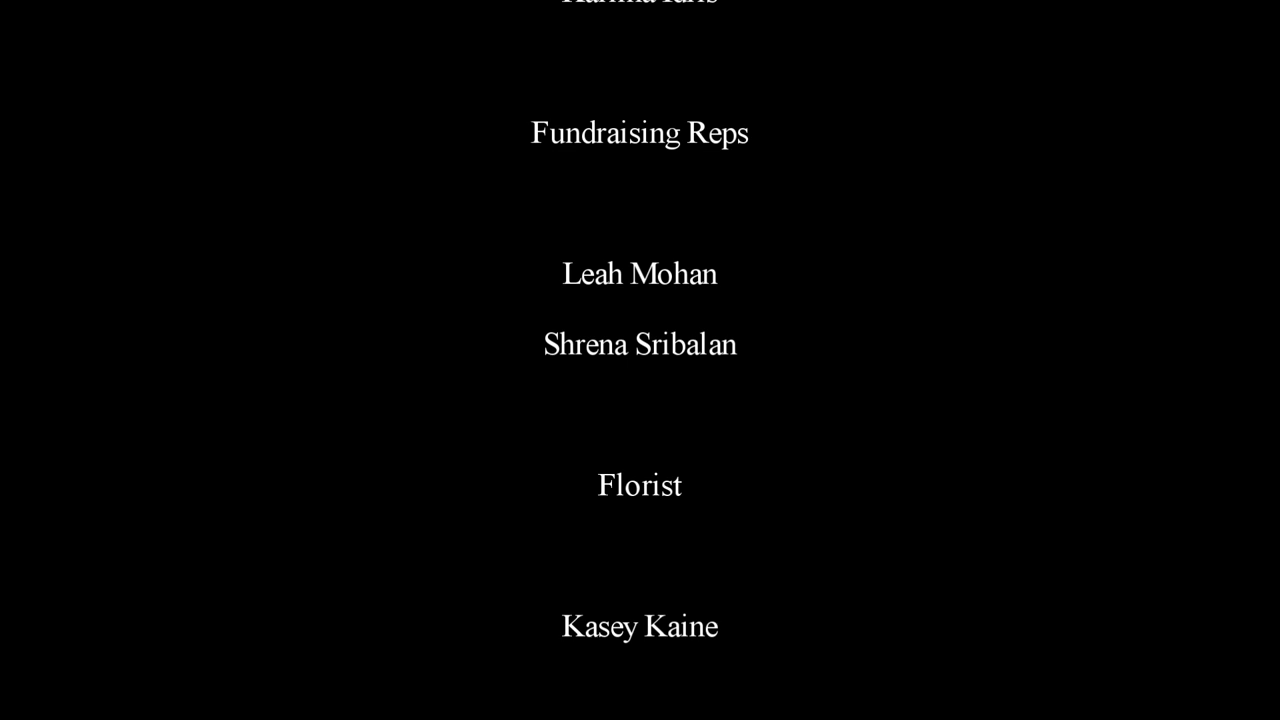 Fundraising Reps
Leah Mohan
Shrena Sribalan
Florist
Kasey Kaine